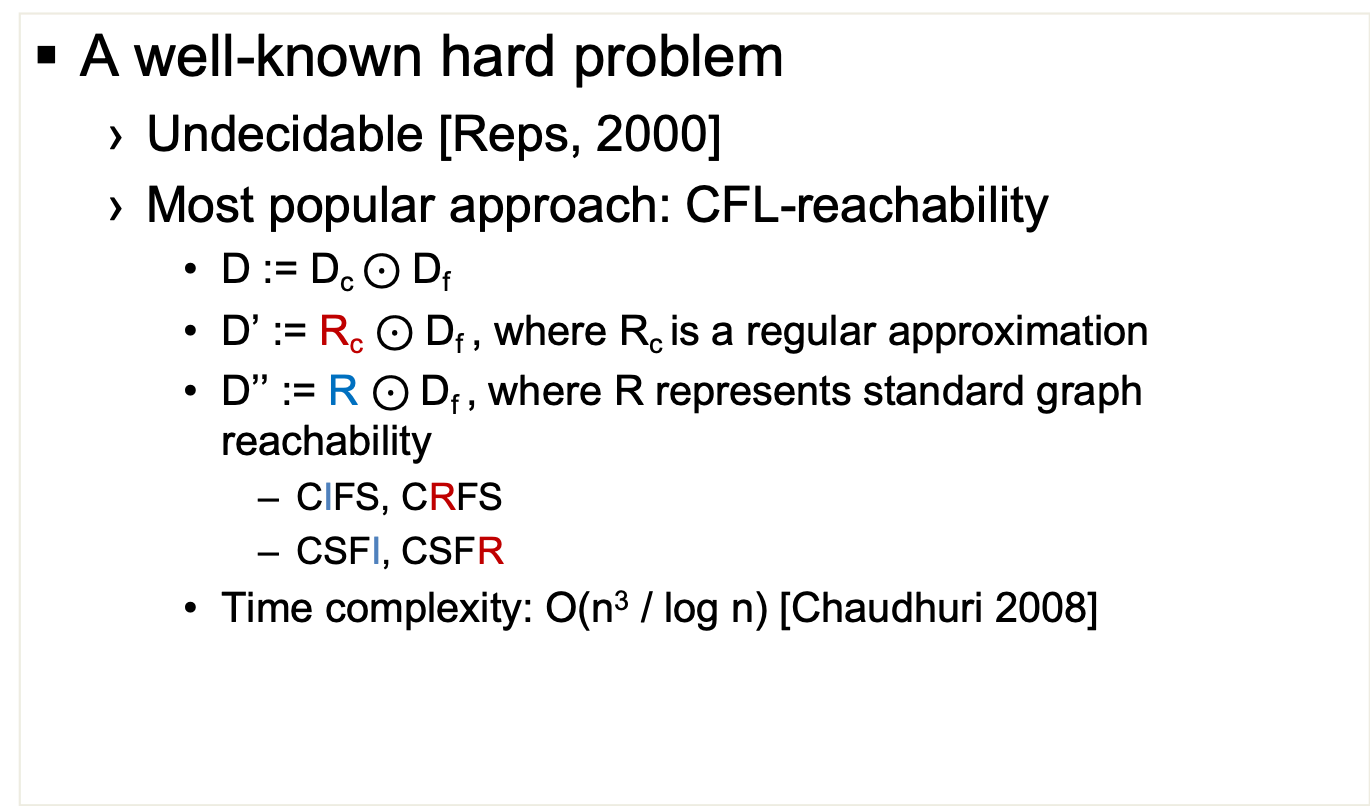 ▪ A well-known hard problem
› Undecidable [Reps, 2000]
› Most popular approach: CFL-reachability
• D := Dc ⊙ Df
• D’ := Rc ⊙ Df , where Rc is a regular approximation
• D’’ := R ⊙ Df , where R represents standard graph
reachability
– CIFS, CRFS
– CSFI, CSFR
• Time complexity: O(n³ / log n) [Chaudhuri 2008]